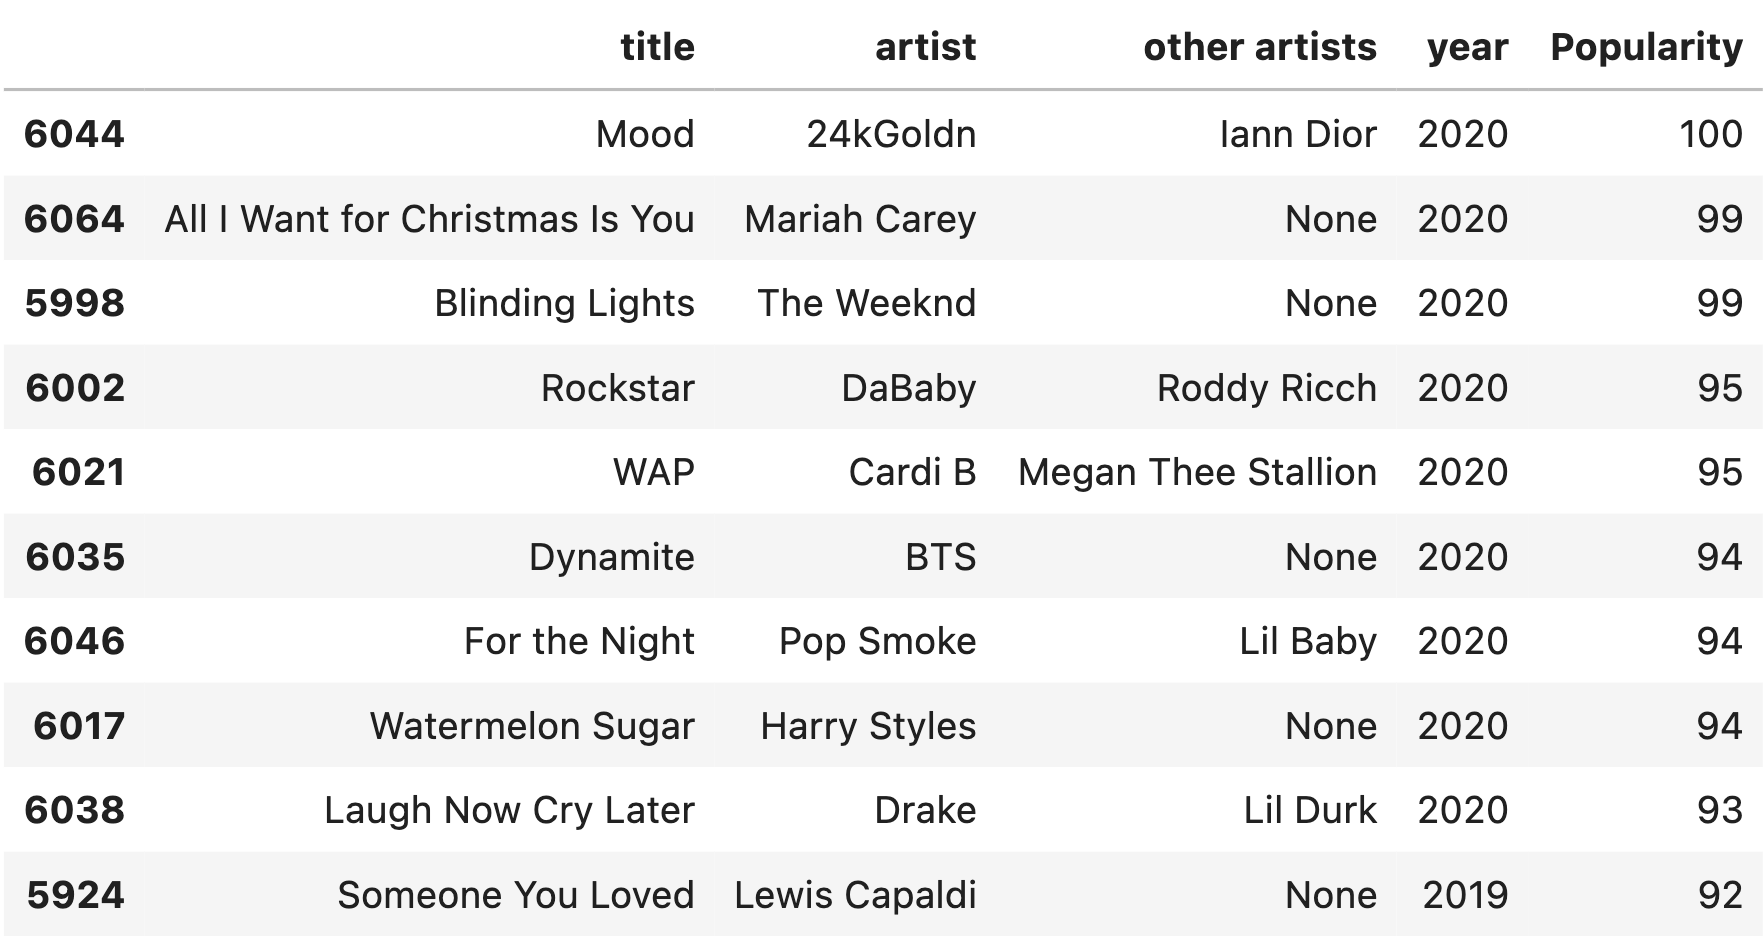 title artist other artists year Popularity
6044 Mood 24kGoldn Iann Dior 2020 100
6064 All I Want for Christmas Is You Mariah Carey None 2020 99
5998 Blinding Lights The Weeknd None 2020 99
6002 Rockstar DaBaby Roddy Ricch 2020 95
6021 WAP Cardi B Megan Thee Stallion 2020 95
6035 Dynamite BTS None 2020 94
6046 For the Night Pop Smoke Lil Baby 2020 94
6017 Watermelon Sugar Harry Styles None 2020 94
6038 Laugh Now Cry Later Drake Lil Durk 2020 93
5924 Someone You Loved Lewis Capaldi None 2019 92